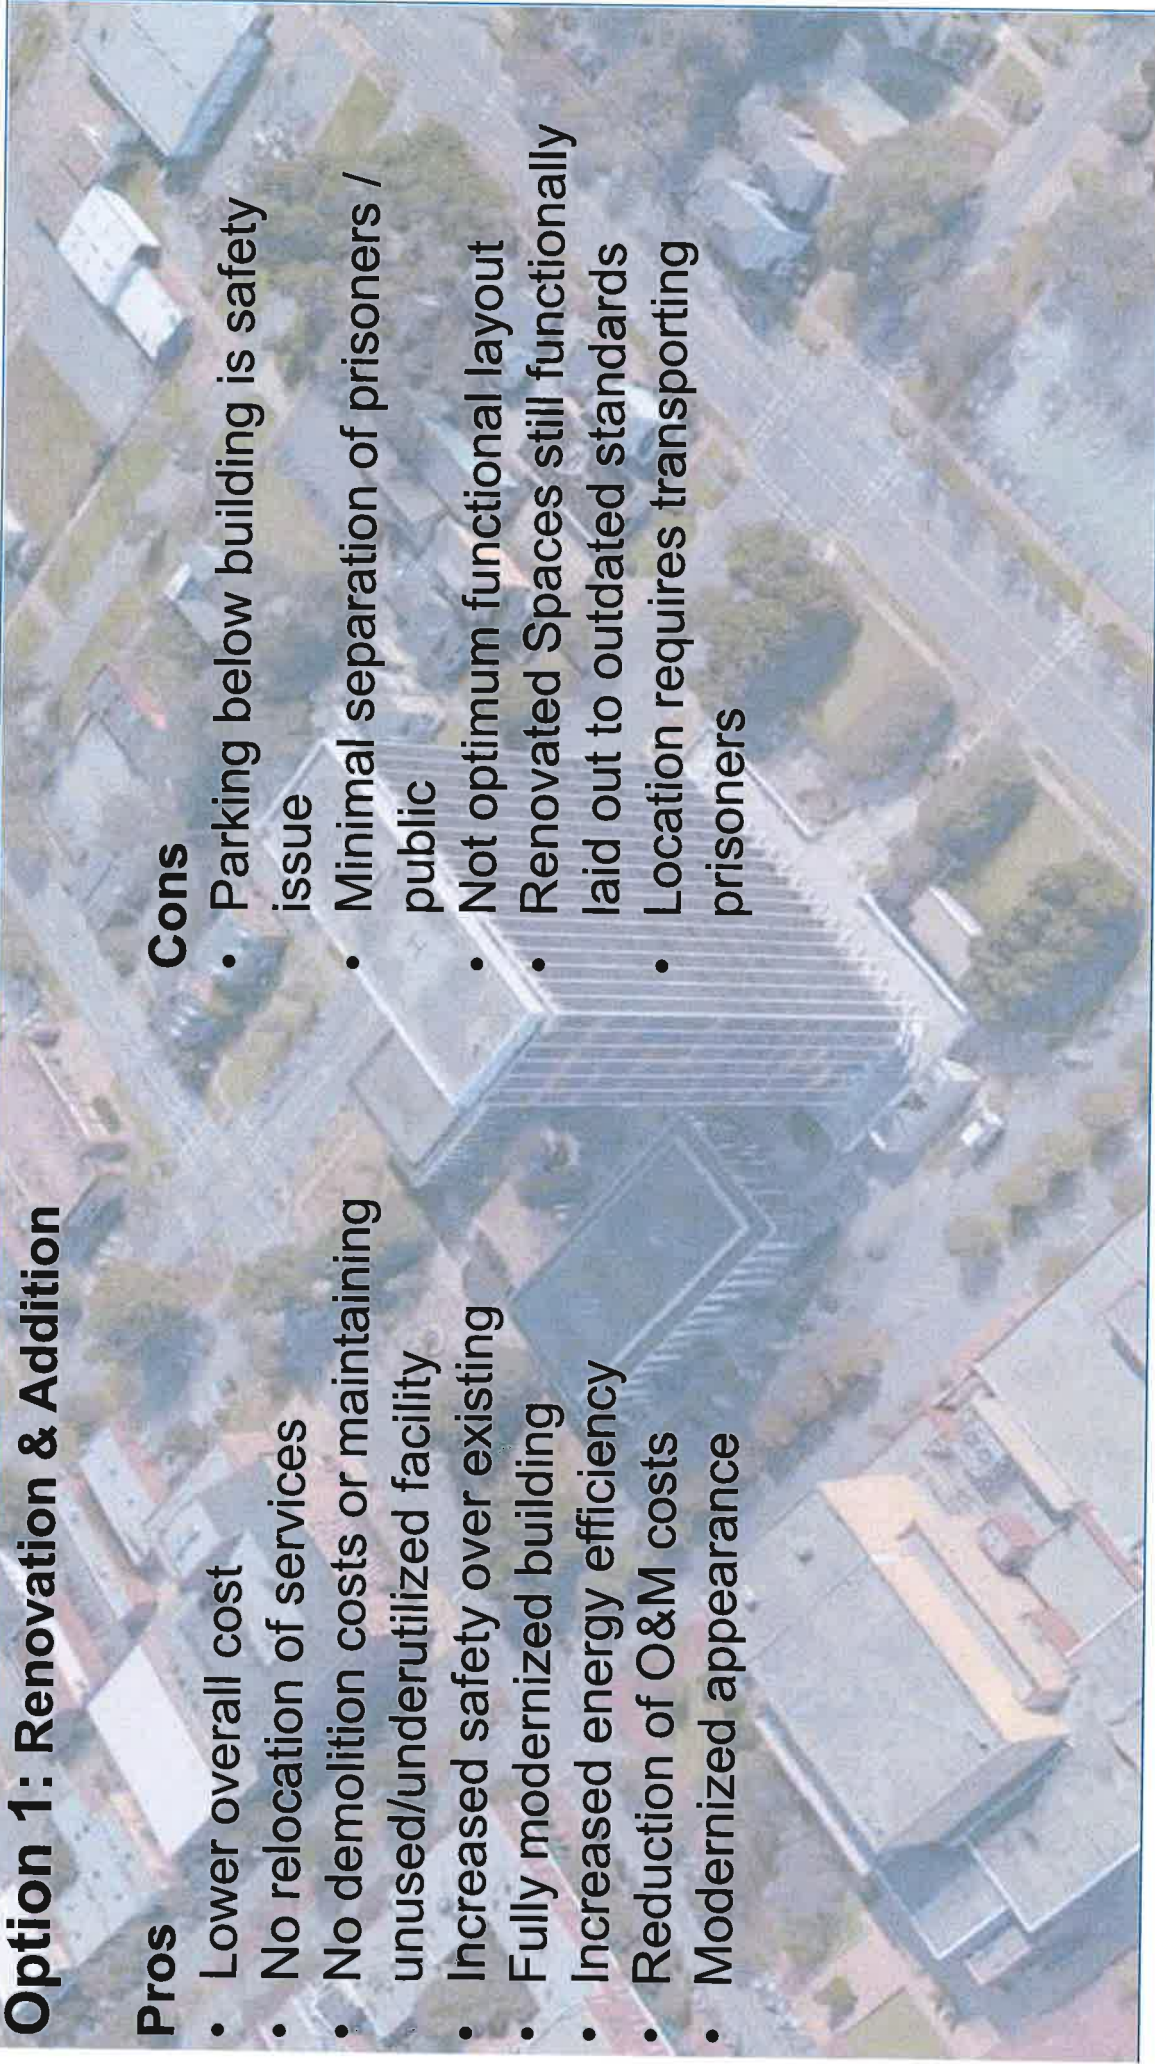 Option 1: Renovation & Addition
Pros
• Lower overall cost
• No relocation of services
• No demolition costs or maintaining
unused/underutilized facility
• Increased safety over existing
• Fully modernized building
• Increased energy efficiency
• Reduction of O&M costs
• Modernized appearance
Cons
• Parking below building is safety
issue
• Minimal separation of prisoners /
public
• Not optimum functional layout
• Renovated Spaces still functionally
laid out to outdated standards
• Location requires transporting
prisoners